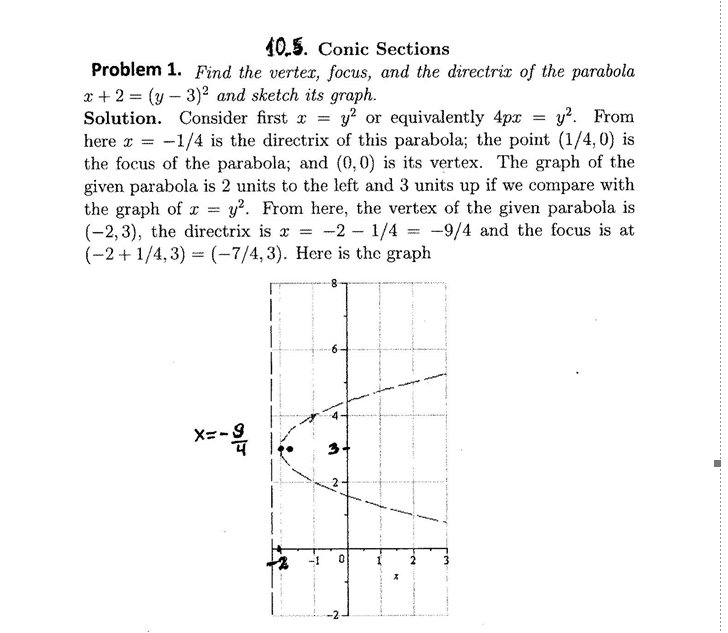 10.5. Conic Sections
Problem 1. Find the vertex, focus, and the directrix of the parabola
x + 2 = (y − 3)² and sketch its graph.
Solution. Consider first x = y² or equivalently 4px = y². From
here x = −1/4 is the directrix of this parabola; the point (1/4, 0) is
the focus of the parabola; and (0, 0) is its vertex. The graph of the
given parabola is 2 units to the left and 3 units up if we compare with
the graph of x = y². From here, the vertex of the given parabola is
(−2, 3), the directrix is x = −2 − 1/4 = −9/4 and the focus is at
(−2 + 1/4, 3) = (−7/4, 3). Here is the graph
8
6
4
x=-9/4
3
2
-2 -1 0 1 2 3
x
-2